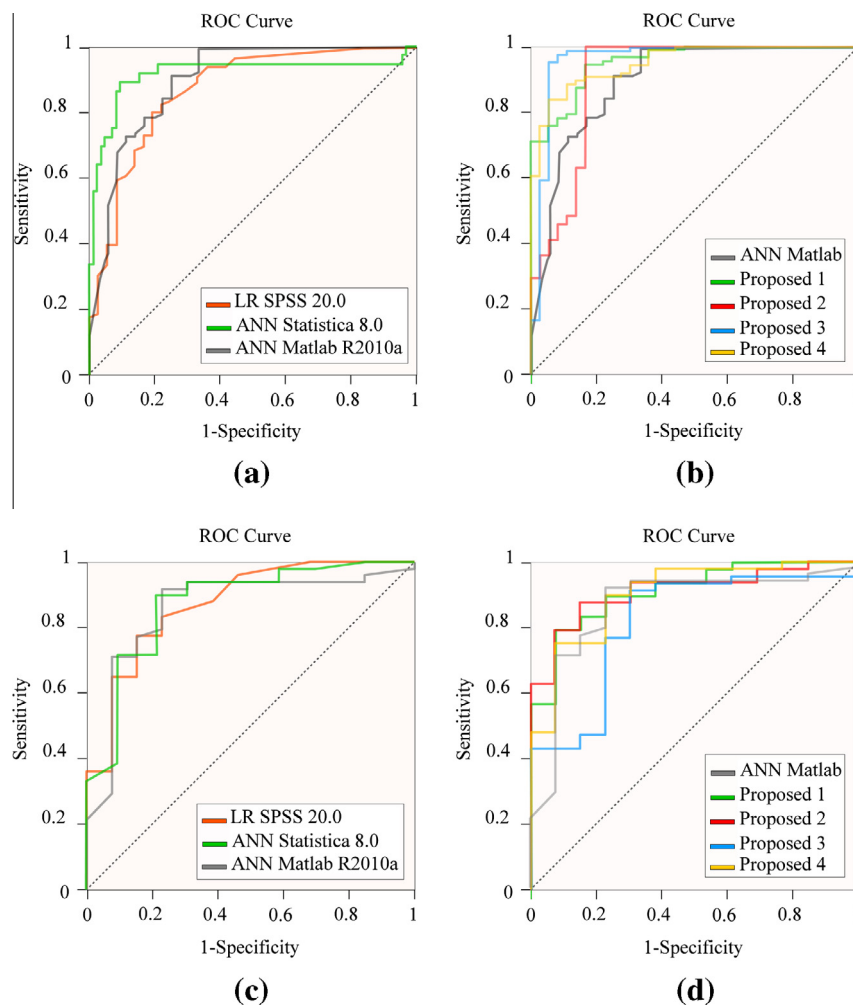 ROC Curve
1
0.8
0.6
0.4
0.2
0
Sensitivity
LR SPSS 20.0
ANN Statistica 8.0
ANN Matlab R2010a
0 0.2 0.4 0.6 0.8 1
1-Specificity
(a)
ROC Curve
1
0.8
0.6
0.4
0.2
0
Sensitivity
ANN Matlab
Proposed 1
Proposed 2
Proposed 3
Proposed 4
0 0.2 0.4 0.6 0.8
1-Specificity
(b)
ROC Curve
1
0.8
0.6
0.4
0.2
0
Sensitivity
LR SPSS 20.0
ANN Statistica 8.0
ANN Matlab R2010a
0 0.2 0.4 0.6 0.8 1
1-Specificity
(c)
ROC Curve
1
0.8
0.6
0.4
0.2
0
Sensitivity
ANN Matlab
Proposed 1
Proposed 2
Proposed 3
Proposed 4
0 0.2 0.4 0.6 0.8
1-Specificity
(d)